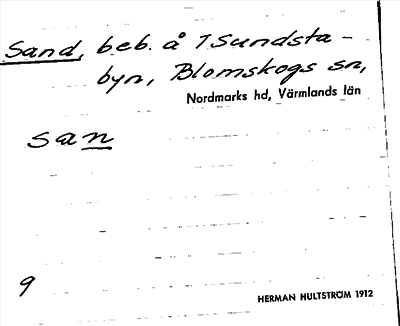 Sand, beb. å TSundsta-
byn, Blomskogs sn,
Nordmarks hd, Värmlands län
san
9
HERMAN HULTSTRÖM 1912